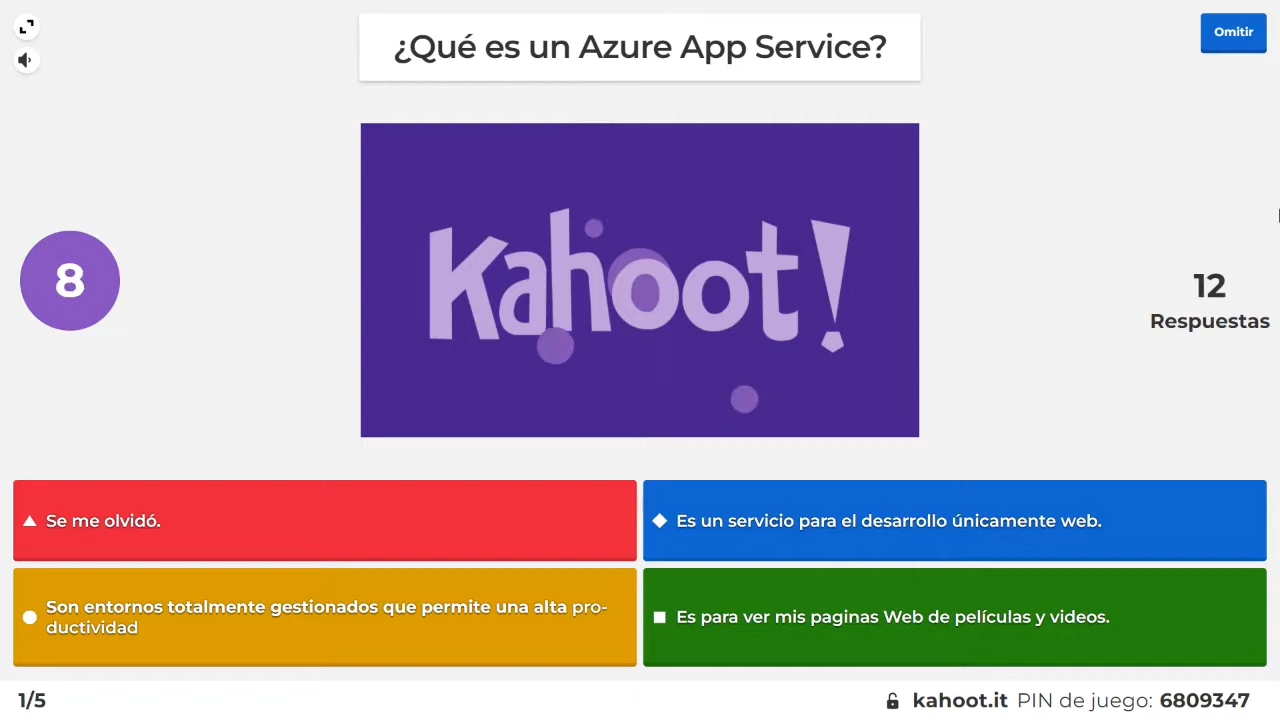 ¿Qué es un Azure App Service?
Omitir
Kahoot!
8
12
Respuestas
Se me olvidó.
Es un servicio para el desarrollo únicamente web.
Son entornos totalmente gestionados que permite una alta pro-
ductividad
Es para ver mis paginas Web de películas y videos.
1/5
kahoot.it PIN de juego: 6809347